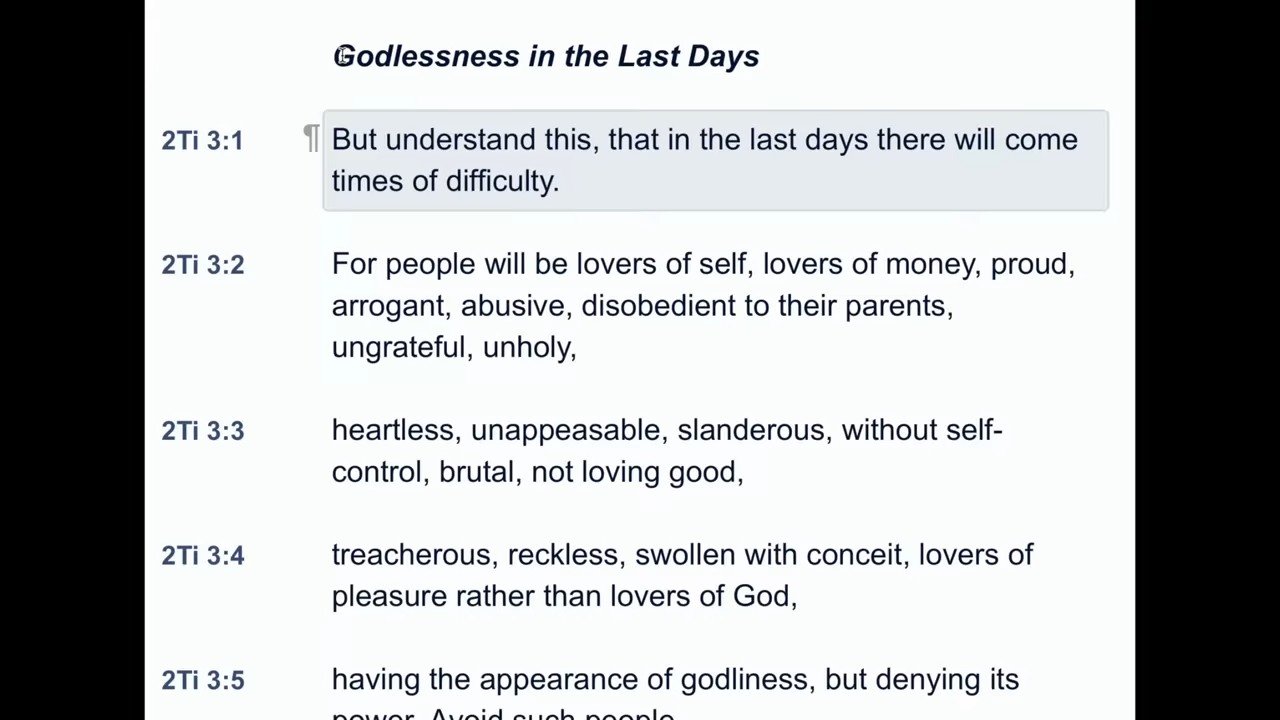 Godlessness in the Last Days
2Ti 3:1 ¶ But understand this, that in the last days there will come
times of difficulty.
2Ti 3:2 For people will be lovers of self, lovers of money, proud,
arrogant, abusive, disobedient to their parents,
ungrateful, unholy,
2Ti 3:3 heartless, unappeasable, slanderous, without self-
control, brutal, not loving good,
2Ti 3:4 treacherous, reckless, swollen with conceit, lovers of
pleasure rather than lovers of God,
2Ti 3:5 having the appearance of godliness, but denying its
power. Avoid such people.